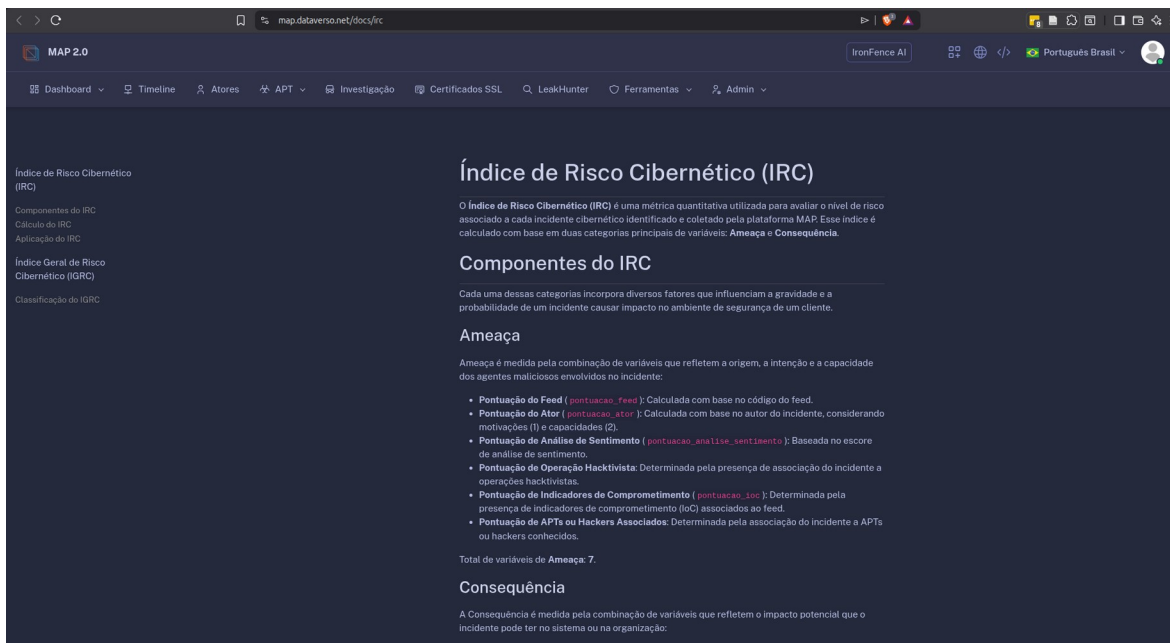 map.dataverso.net/docs/irc
MAP 2.0
IronFence AI
Português Brasil
Dashboard
Timeline
Atores
APT
Investigação
Certificados SSL
LeakHunter
Ferramentas
Admin
Índice de Risco Cibernético
(IRC)
Componentes do IRC
Cálculo do IRC
Aplicação do IRC
Índice Geral de Risco
Cibernético (IGRC)
Classificação do IGRC
Índice de Risco Cibernético (IRC)
O Índice de Risco Cibernético (IRC) é uma métrica quantitativa utilizada para avaliar o nível de risco
associado a cada incidente cibernético identificado e coletado pela plataforma MAP. Esse índice é
calculado com base em duas categorias principais de variáveis: Ameaça e Consequência.
Componentes do IRC
Cada uma dessas categorias incorpora diversos fatores que influenciam a gravidade e a
probabilidade de um incidente causar impacto no ambiente de segurança de um cliente.
Ameaça
Ameaça é medida pela combinação de variáveis que refletem a origem, a intenção e a capacidade
dos agentes maliciosos envolvidos no incidente:
• Pontuação do Feed ( pontuacao_feed ): Calculada com base no código do feed.
• Pontuação do Ator ( pontuacao_ator ): Calculada com base no autor do incidente, considerando
motivações (1) e capacidades (2).
• Pontuação de Análise de Sentimento ( pontuacao_analise_sentimento ): Baseada no escore
de análise de sentimento.
• Pontuação de Operação Hacktivista: Determinada pela presença de associação do incidente a
operações hacktivistas.
• Pontuação de Indicadores de Comprometimento ( pontuacao_ioc ): Determinada pela
presença de indicadores de comprometimento (IoC) associados ao feed.
• Pontuação de APTs ou Hackers Associados: Determinada pela associação do incidente a APTs
ou hackers conhecidos.
Total de variáveis de Ameaça: 7.
Consequência
A Consequência é medida pela combinação de variáveis que refletem o impacto potencial que o
incidente pode ter no sistema ou na organização: